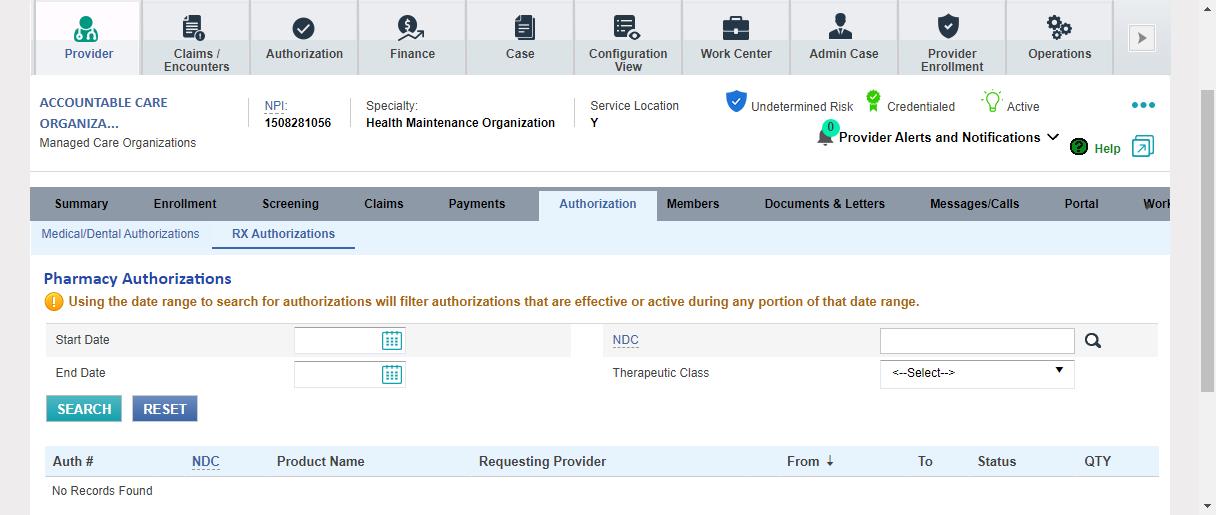 Provider
Claims / Encounters
Authorization
Finance
Case
Configuration View
Work Center
Admin Case
Provider Enrollment
Operations
ACCOUNTABLE CARE
ORGANIZA...
Managed Care Organizations
NPI:
1508281056
Specialty:
Health Maintenance Organization
Service Location
Y
Undetermined Risk
Credentialed
Active
0
Provider Alerts and Notifications
Help
Summary Enrollment Screening Claims Payments Authorization Members Documents & Letters Messages/Calls Portal Work
Medical/Dental Authorizations RX Authorizations
Pharmacy Authorizations
Using the date range to search for authorizations will filter authorizations that are effective or active during any portion of that date range.
Start Date NDC
End Date Therapeutic Class <--Select-->
SEARCH RESET
Auth # NDC Product Name Requesting Provider From ↓ To Status QTY
No Records Found